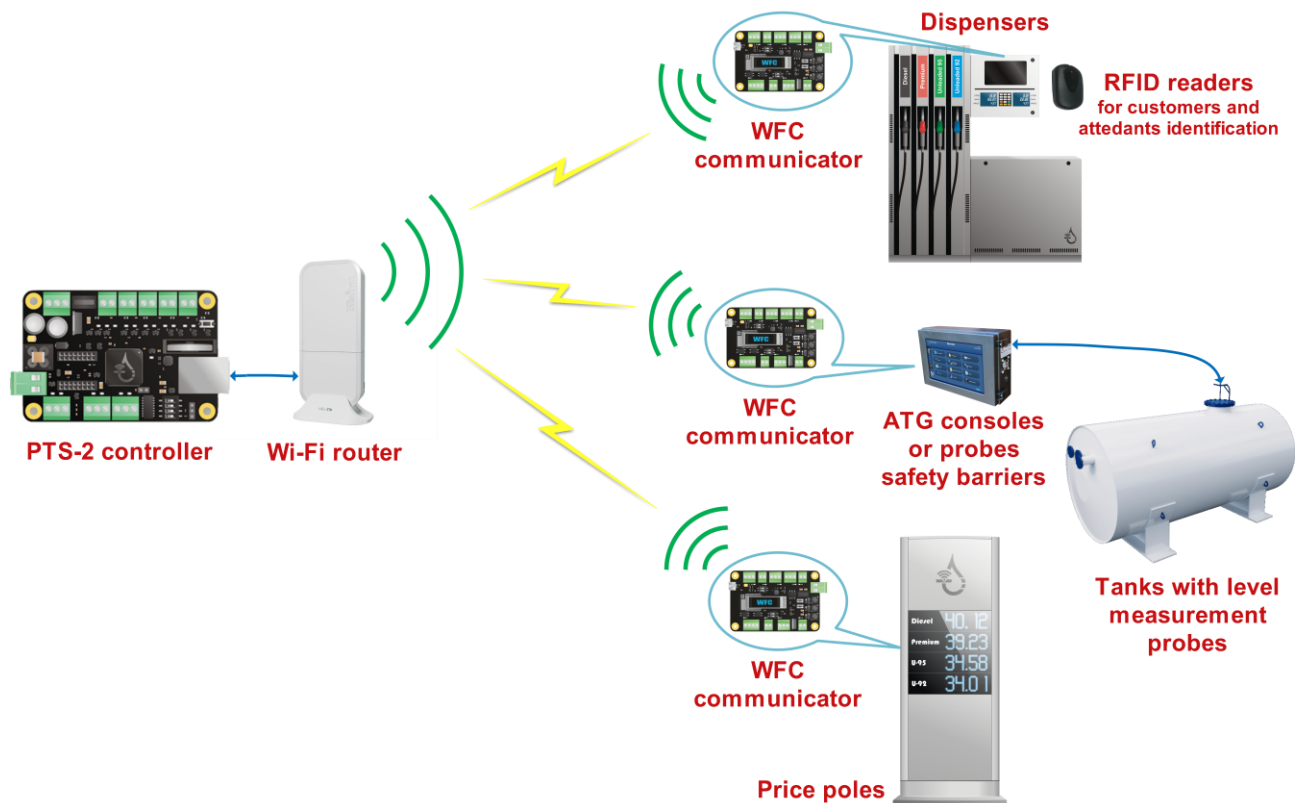 Dispensers
WFC
Diesel
Premium
Unleaded 95
Unleaded 92
RFID readers
for customers and
attedants identification
WFC
communicator
WFC
WFC
communicator
ATG consoles
or probes
safety barriers
PTS-2 controller
Wi-Fi router
Tanks with level
measurement
probes
WFC
WFC
communicator
Diesel 40.12
Premium 39.23
U-95 34.58
U-92 34.01
Price poles